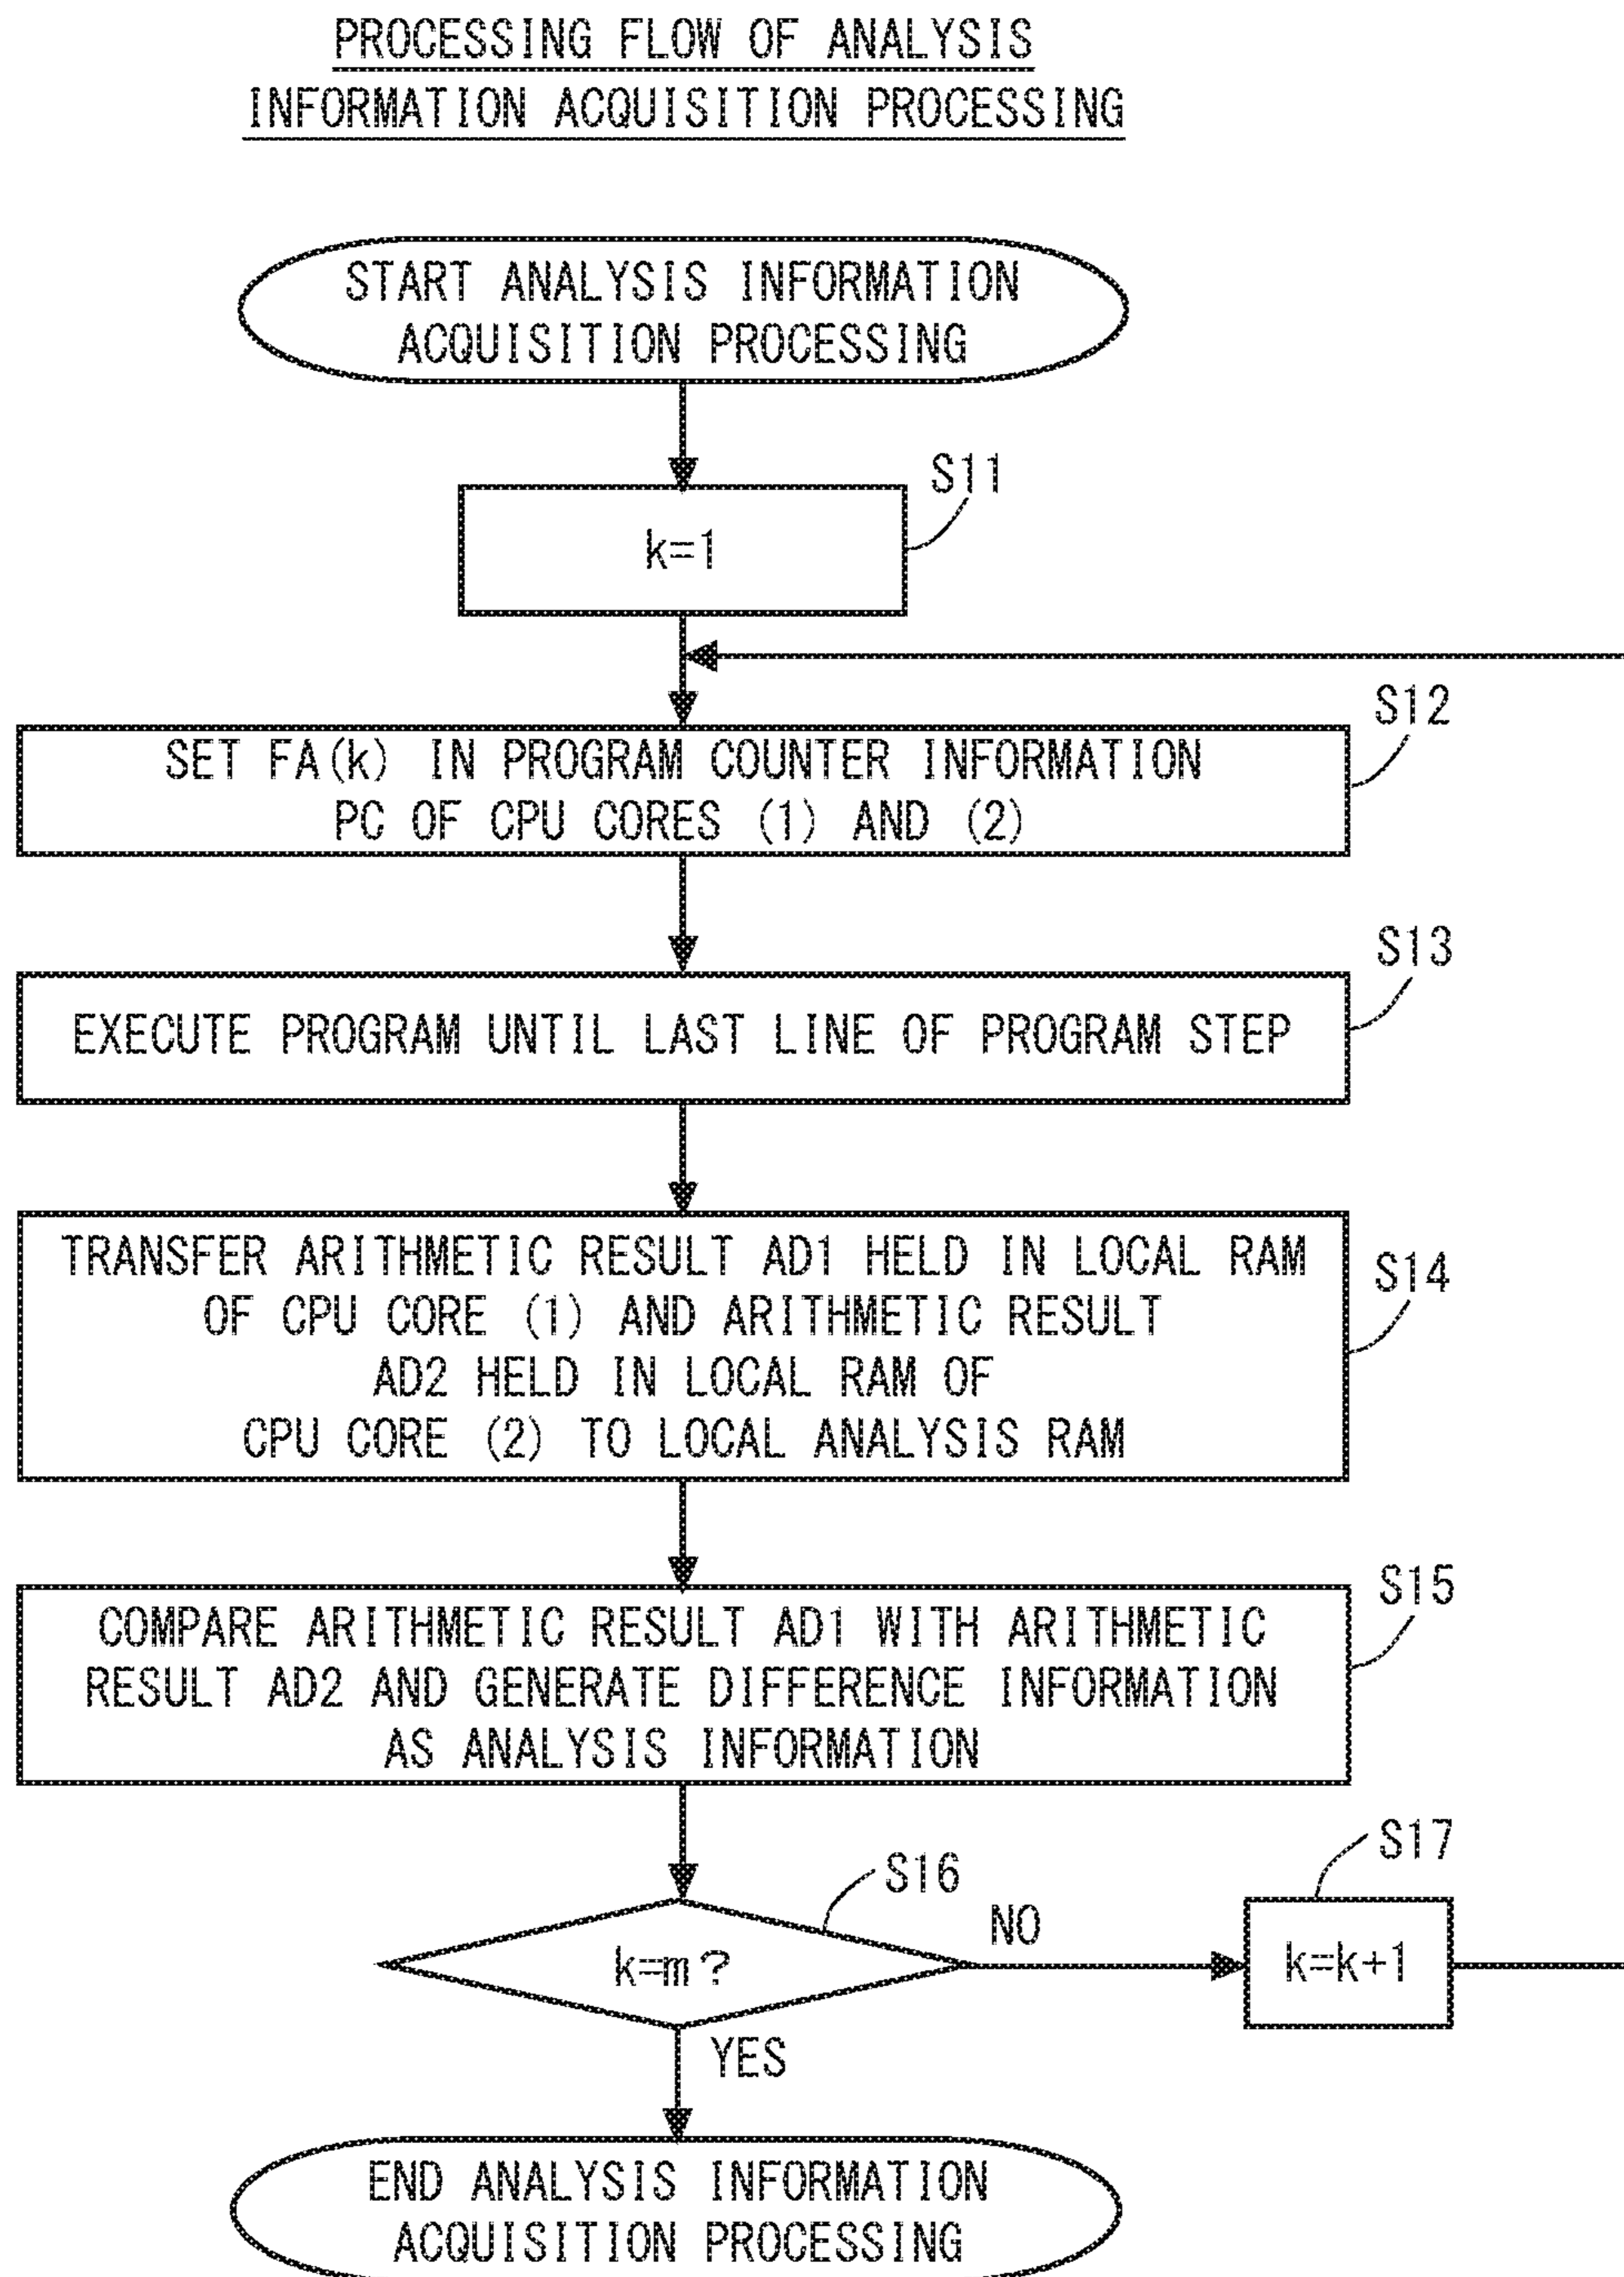 PROCESSING FLOW OF ANALYSIS
INFORMATION ACQUISITION PROCESSING
START ANALYSIS INFORMATION
ACQUISITION PROCESSING
S11
k=1
S12
SET FA(k) IN PROGRAM COUNTER INFORMATION
PC OF CPU CORES (1) AND (2)
S13
EXECUTE PROGRAM UNTIL LAST LINE OF PROGRAM STEP
S14
TRANSFER ARITHMETIC RESULT AD1 HELD IN LOCAL RAM
OF CPU CORE (1) AND ARITHMETIC RESULT
AD2 HELD IN LOCAL RAM OF
CPU CORE (2) TO LOCAL ANALYSIS RAM
S15
COMPARE ARITHMETIC RESULT AD1 WITH ARITHMETIC
RESULT AD2 AND GENERATE DIFFERENCE INFORMATION
AS ANALYSIS INFORMATION
S16
S17
NO
k=m?
k=k+1
YES
END ANALYSIS INFORMATION
ACQUISITION PROCESSING